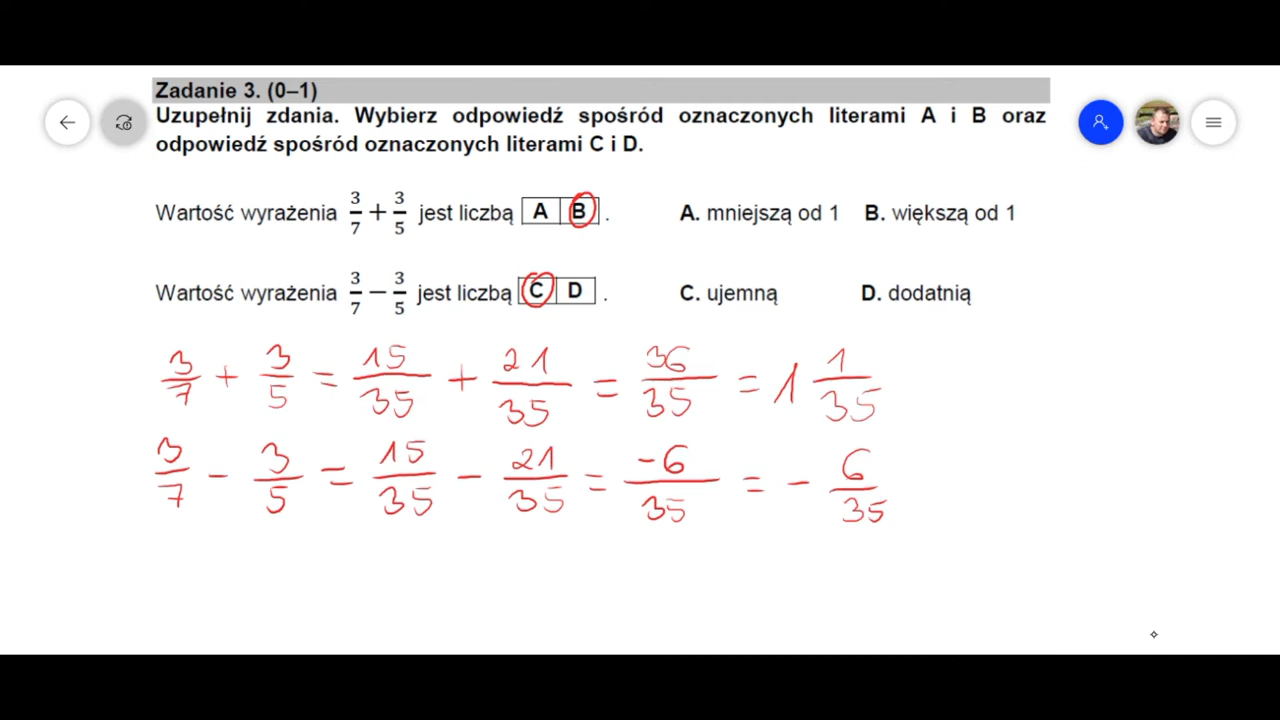 Zadanie 3. (0–1)
Uzupełnij zdania. Wybierz odpowiedź spośród oznaczonych literami A i B oraz
odpowiedź spośród oznaczonych literami C i D.
Wartość wyrażenia 3/7 + 3/5 jest liczbą A B . A. mniejszą od 1 B. większą od 1
Wartość wyrażenia 3/7 − 3/5 jest liczbą C D . C. ujemną D. dodatnią
3/7 + 3/5 = 15/35 + 21/35 = 36/35 = 1 1/35
3/7 - 3/5 = 15/35 - 21/35 = -6/35 = - 6/35